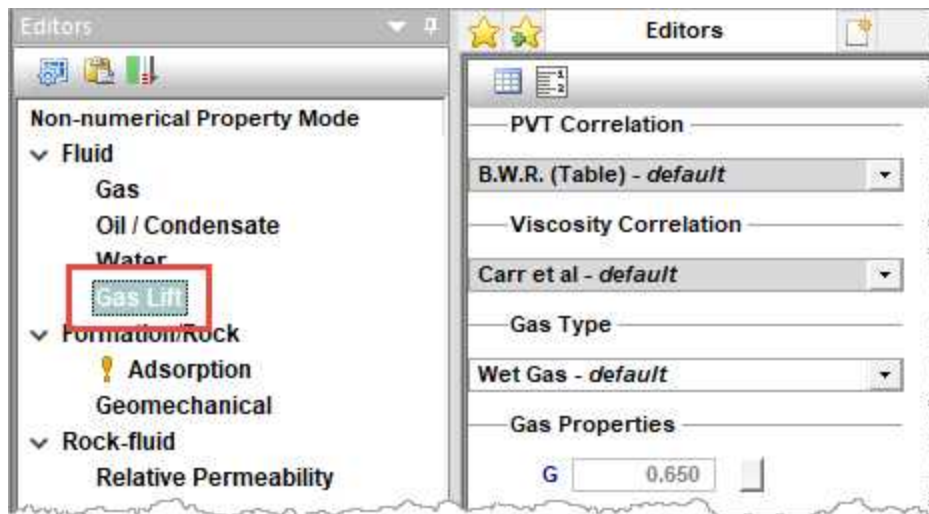 Editors
Non-numerical Property Mode
Fluid
Gas
Oil / Condensate
Water
Gas Lift
Formation/Rock
Adsorption
Geomechanical
Rock-fluid
Relative Permeability
Editors
PVT Correlation
B.W.R. (Table) - default
Viscosity Correlation
Carr et al - default
Gas Type
Wet Gas - default
Gas Properties
G 0.650